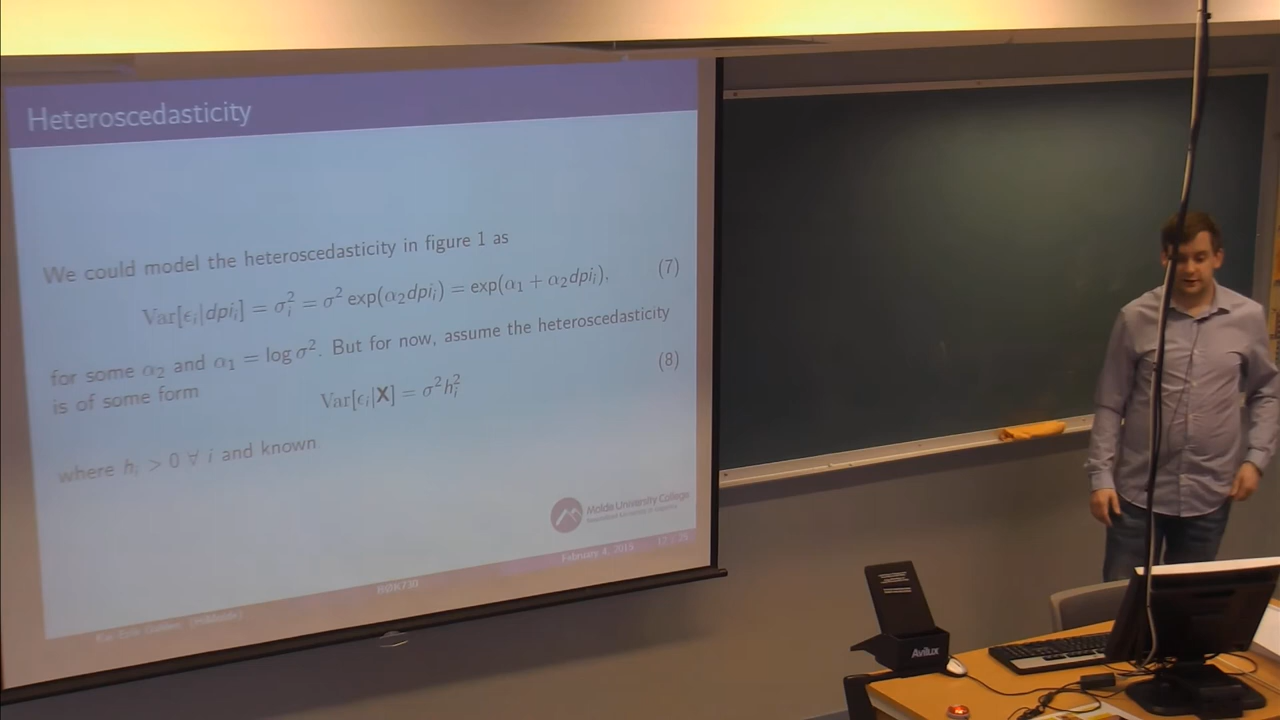 Heteroscedasticity
We could model the heteroscedasticity in figure 1 as
Var[ϵᵢ|dpiᵢ] = σᵢ² = σ² exp(α₂dpiᵢ) = exp(α₁ + α₂dpiᵢ), (7)
for some α₂ and α₁ = log σ². But for now, assume the heteroscedasticity
is of some form
Var[ϵᵢ|X] = σ²hᵢ² (8)
where hᵢ > 0 ∀ i and known
Molde University College
February 4, 2015
BØK730
Avilux